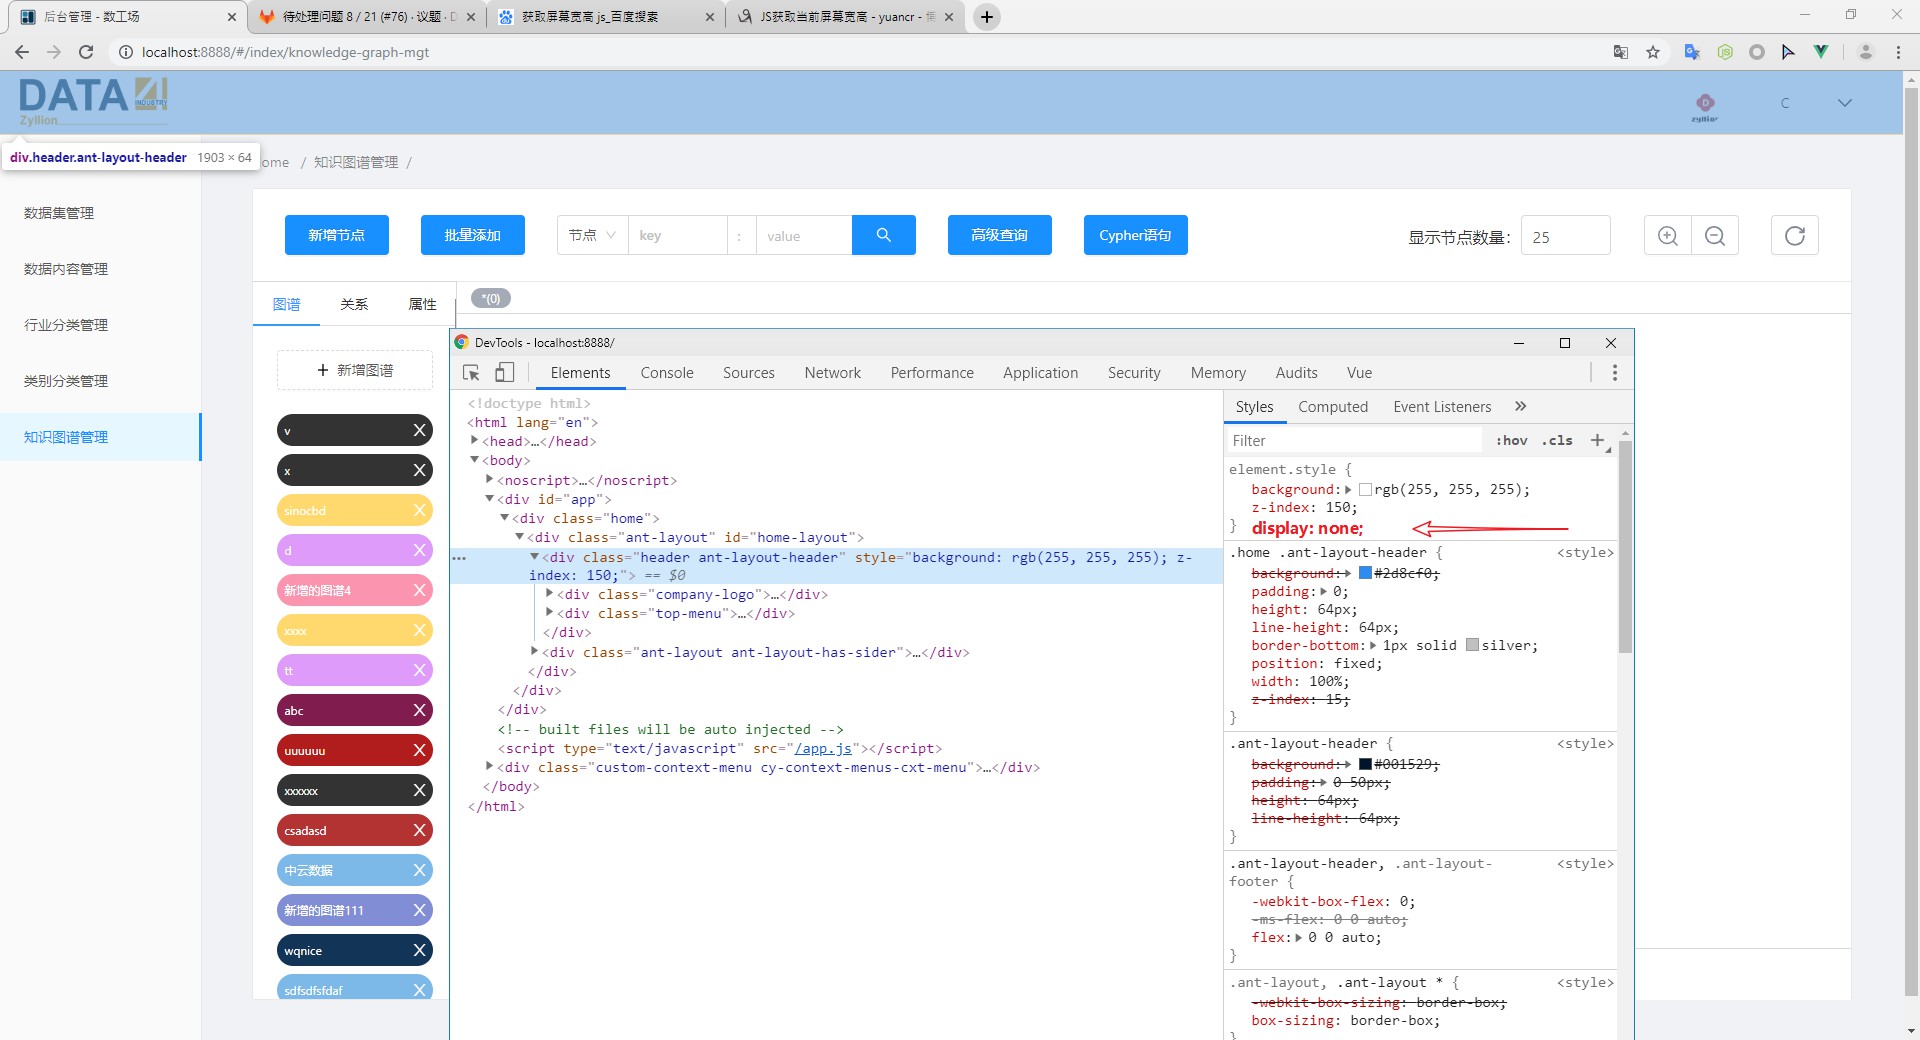 后台管理 - 数工场
待处理问题 8 / 21 (#76) · 议题 · D
获取屏幕宽高 js_百度搜索
JS获取当前屏幕宽高 - yuancr - 博
localhost:8888/#/index/knowledge-graph-mgt
DATA 4
INDUSTRY
Zyllion
D
zyllion
C
div.header.ant-layout-header 1903 × 64
ome / 知识图谱管理 /
数据集管理
数据内容管理
行业分类管理
类别分类管理
知识图谱管理
新增节点
批量添加
节点
key
:
value
高级查询
Cypher语句
显示节点数量:
25
图谱
关系
属性
*(0)
+ 新增图谱
v X
x X
sinocbd X
d X
新增的图谱4 X
xxxx X
tt X
abc X
uuuuuu X
xxxxxx X
csadasd X
中云数据 X
新增的图谱111 X
wqnice X
sdfsdfsfdaf X
DevTools - localhost:8888/
Elements Console Sources Network Performance Application Security Memory Audits Vue
<!doctype html>
<html lang="en">
<head>…</head>
<body>
<noscript>…</noscript>
<div id="app">
<div class="home">
<div class="ant-layout" id="home-layout">
<div class="header ant-layout-header" style="background: rgb(255, 255, 255); z-
index: 150;"> == $0
<div class="company-logo">…</div>
<div class="top-menu">…</div>
</div>
<div class="ant-layout ant-layout-has-sider">…</div>
</div>
</div>
</div>
<!-- built files will be auto injected -->
<script type="text/javascript" src="/app.js"></script>
<div class="custom-context-menu cy-context-menus-cxt-menu">…</div>
</body>
</html>
Styles Computed Event Listeners »
Filter :hov .cls +
element.style {
background: rgb(255, 255, 255);
z-index: 150;
} display: none;
.home .ant-layout-header { <style>
background: #2d8cf0;
padding: 0;
height: 64px;
line-height: 64px;
border-bottom: 1px solid silver;
position: fixed;
width: 100%;
z-index: 15;
}
.ant-layout-header { <style>
background: #001529;
padding: 0 50px;
height: 64px;
line-height: 64px;
}
.ant-layout-header, .ant-layout- <style>
footer {
-webkit-box-flex: 0;
-ms-flex: 0 0 auto;
flex: 0 0 auto;
}
.ant-layout, .ant-layout * { <style>
-webkit-box-sizing: border-box;
box-sizing: border-box;
}